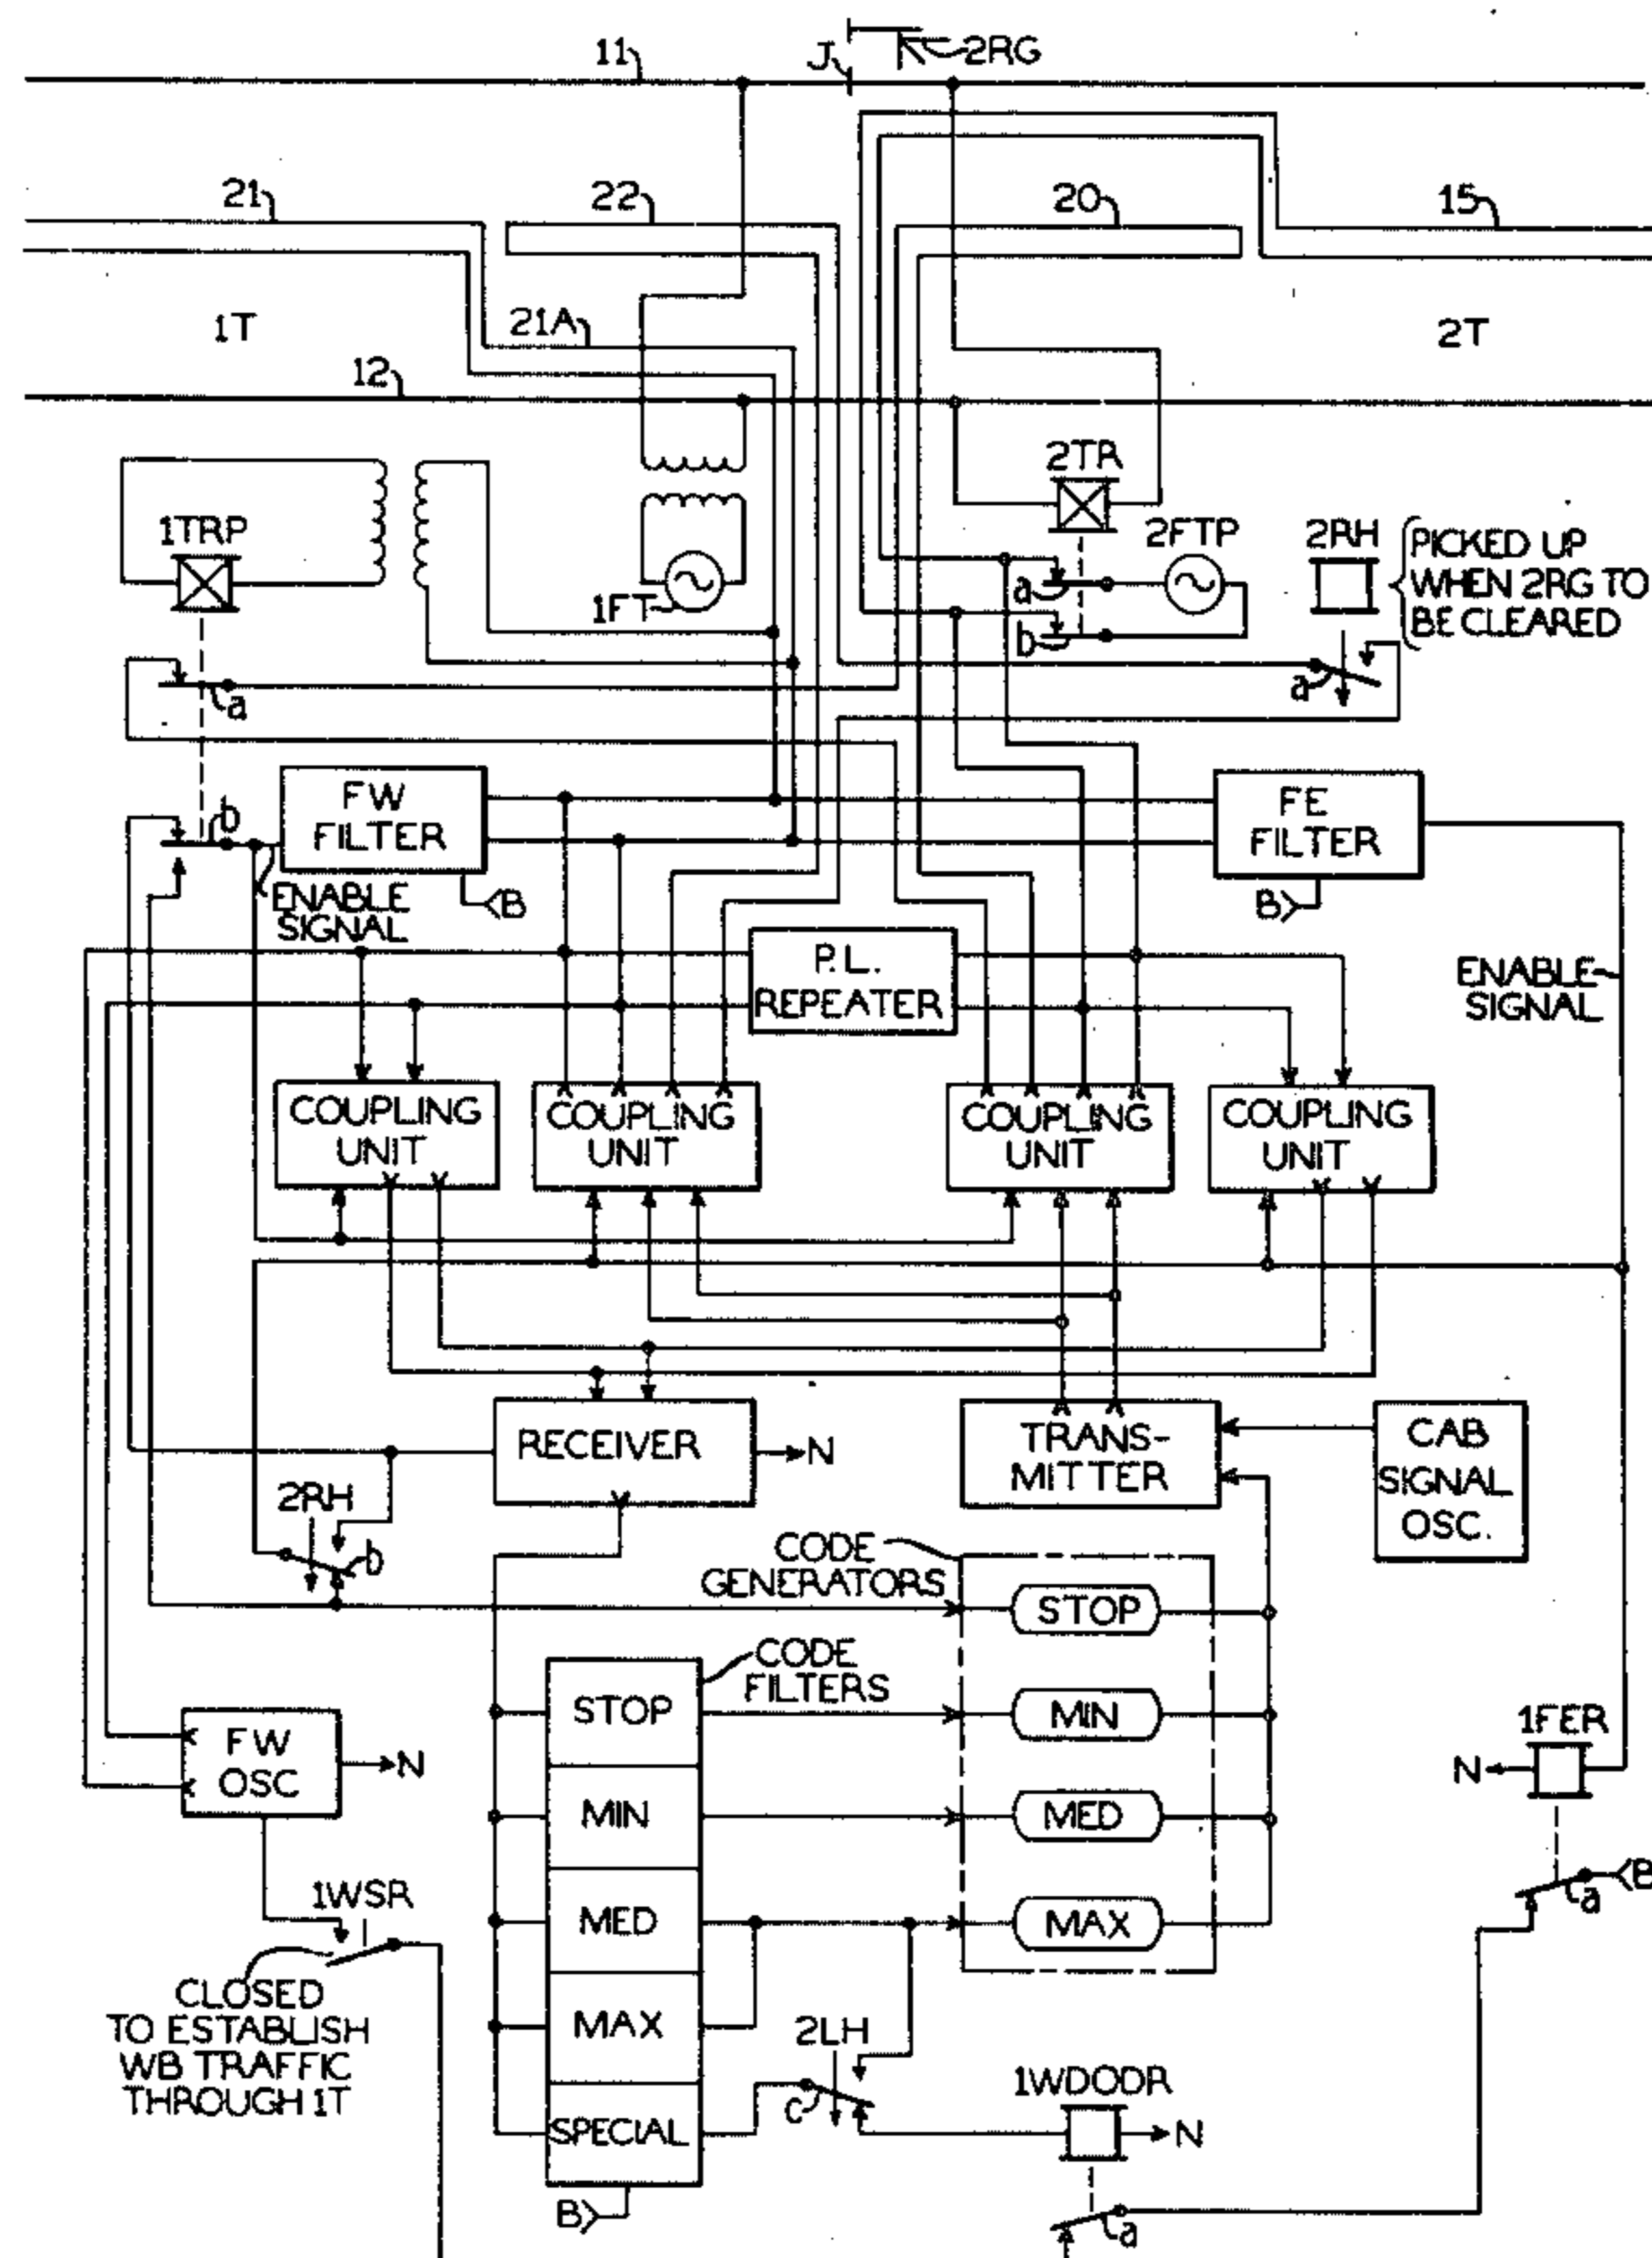 11
J
2RG
21
22
20
15
1T
21A
2T
12
1TRP
1FT
2TR
2FTP
2RH
PICKED UP
WHEN 2RG TO
BE CLEARED
a
b
a
a
b
FW
FILTER
FE
FILTER
ENABLE
SIGNAL
B
B
P.L.
REPEATER
ENABLE
SIGNAL
COUPLING
UNIT
COUPLING
UNIT
COUPLING
UNIT
COUPLING
UNIT
RECEIVER
N
TRANS-
MITTER
CAB
SIGNAL
OSC.
2RH
b
CODE
GENERATORS
STOP
CODE
FILTERS
STOP
MIN
MIN
MED
MED
MAX
MAX
SPECIAL
B
FW
OSC
N
1WSR
CLOSED
TO ESTABLISH
WB TRAFFIC
THROUGH 1T
2LH
c
1WDODR
N
a
1FER
N
B
a